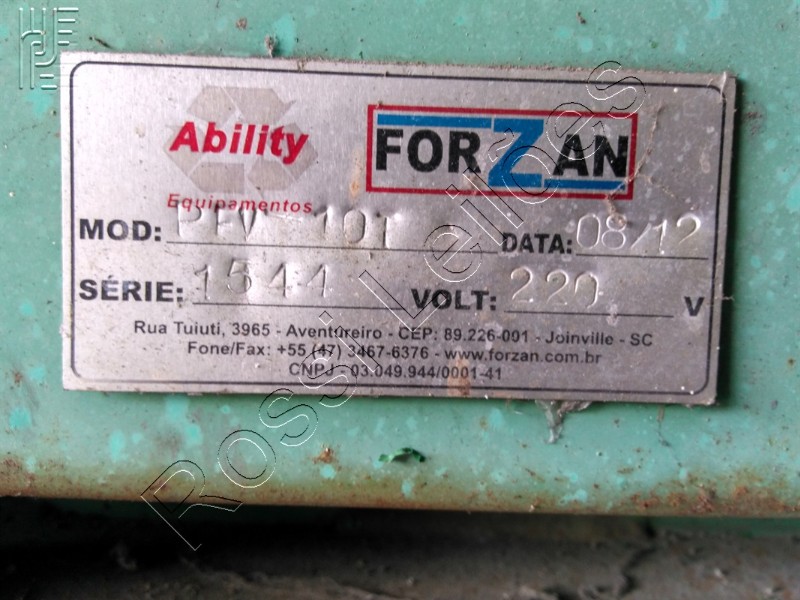 Ability
Equipamentos
FORZAN
MOD: PFV 10T DATA: 08/12
SÉRIE: 1544 VOLT: 220 V
Rua Tuiuti, 3965 - Aventureiro - CEP: 89.226-001 - Joinville - SC
Fone/Fax: +55 (47) 3467-6376 - www.forzan.com.br
CNPJ - 03.049.944/0001-41
Rossi Leilões